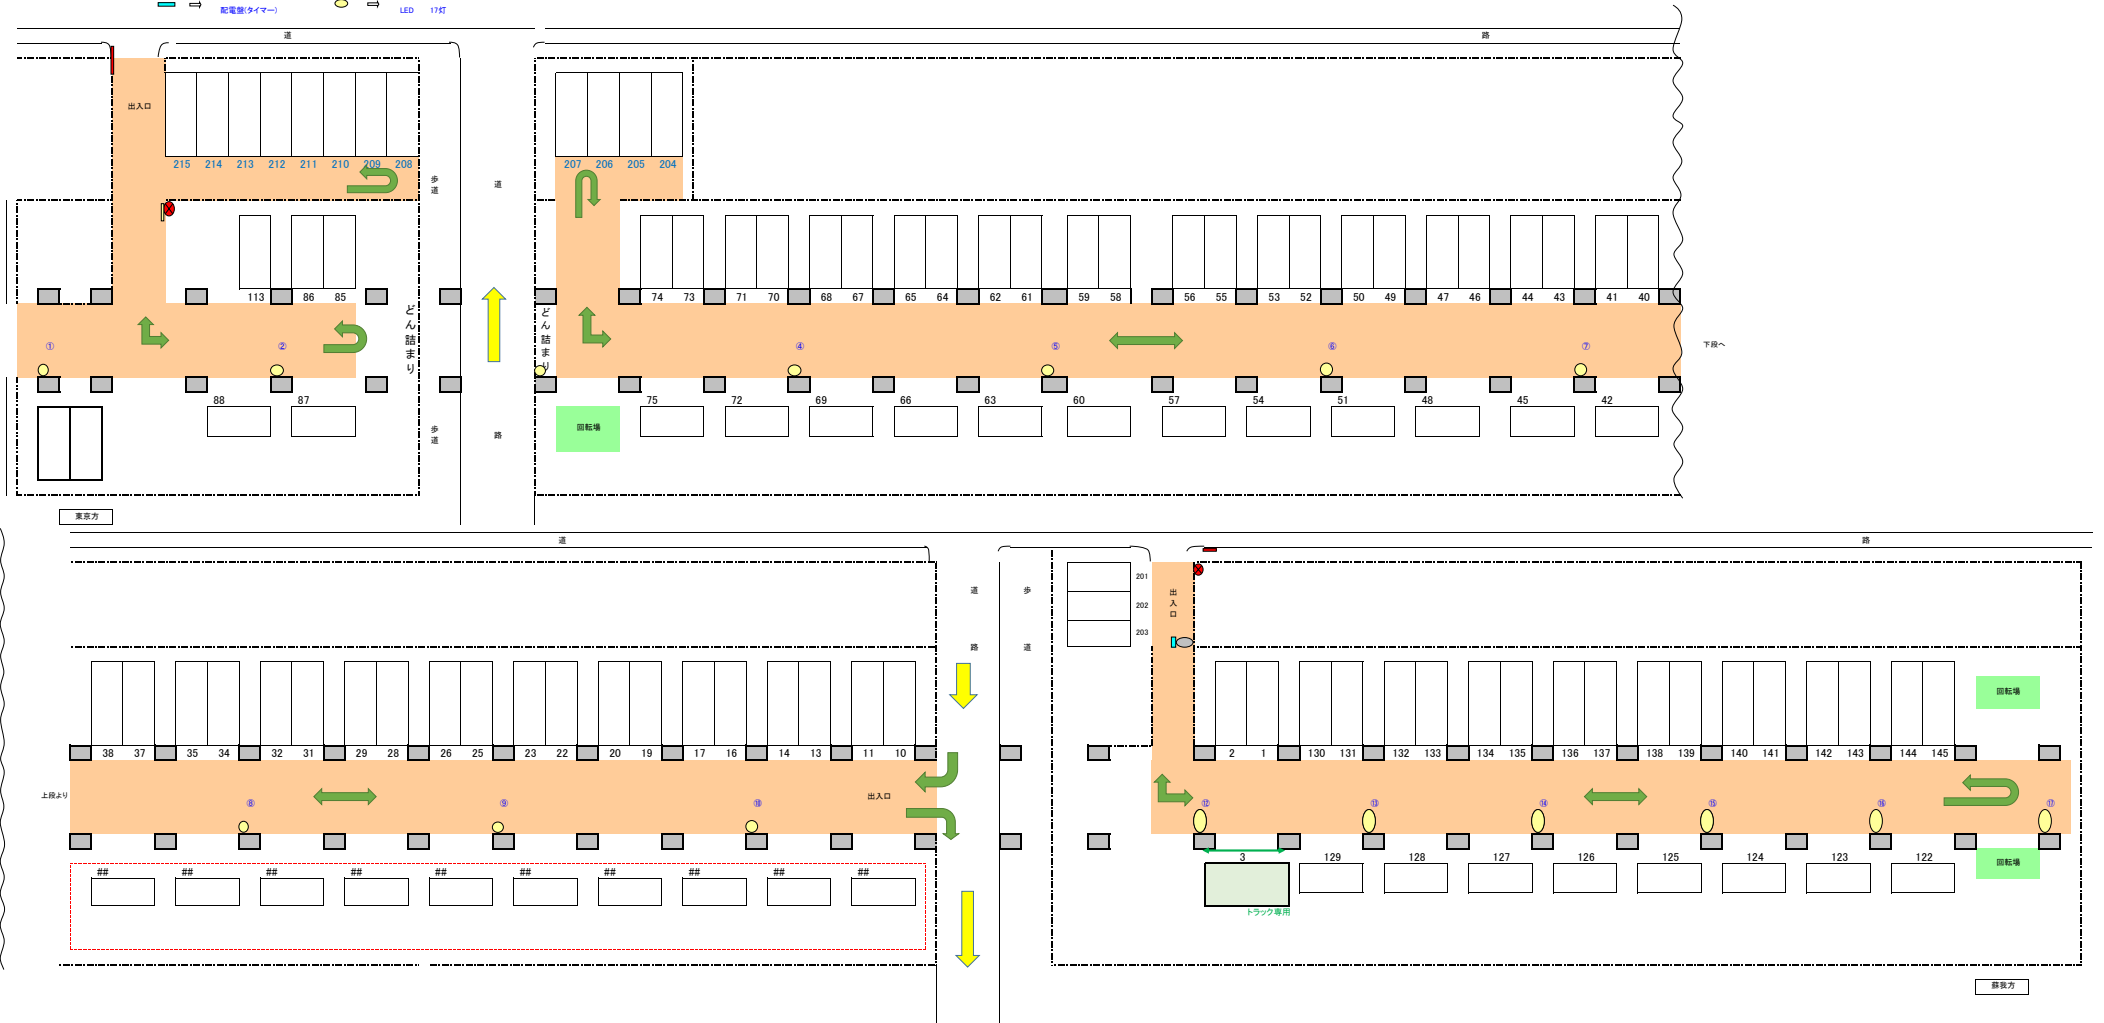 配電盤(タイマー)
LED 17灯
道
路
出入口
215 214 213 212 211 210 209 208
207 206 205 204
歩道
道
113 86 85
74 73 71 70 68 67 65 64 62 61 59 58 56 55 53 52 50 49 47 46 44 43 41 40
どん詰まり
どん詰まり
① ② ④ ⑤ ⑥ ⑦
下段へ
88 87
75 72 69 66 63 60 57 54 51 48 45 42
歩道
路
回転場
東京方
道
路
道
路
歩
道
201
202
203
出入口
回転場
38 37 35 34 32 31 29 28 26 25 23 22 20 19 17 16 14 13 11 10
2 1 130 131 132 133 134 135 136 137 138 139 140 141 142 143 144 145
上段より
出入口
⑧ ⑨ ⑩ ⑫ ⑬ ⑭ ⑮ ⑯ ⑰
## ## ## ## ## ## ## ## ## ##
3 129 128 127 126 125 124 123 122
回転場
トラック専用
蘇我方